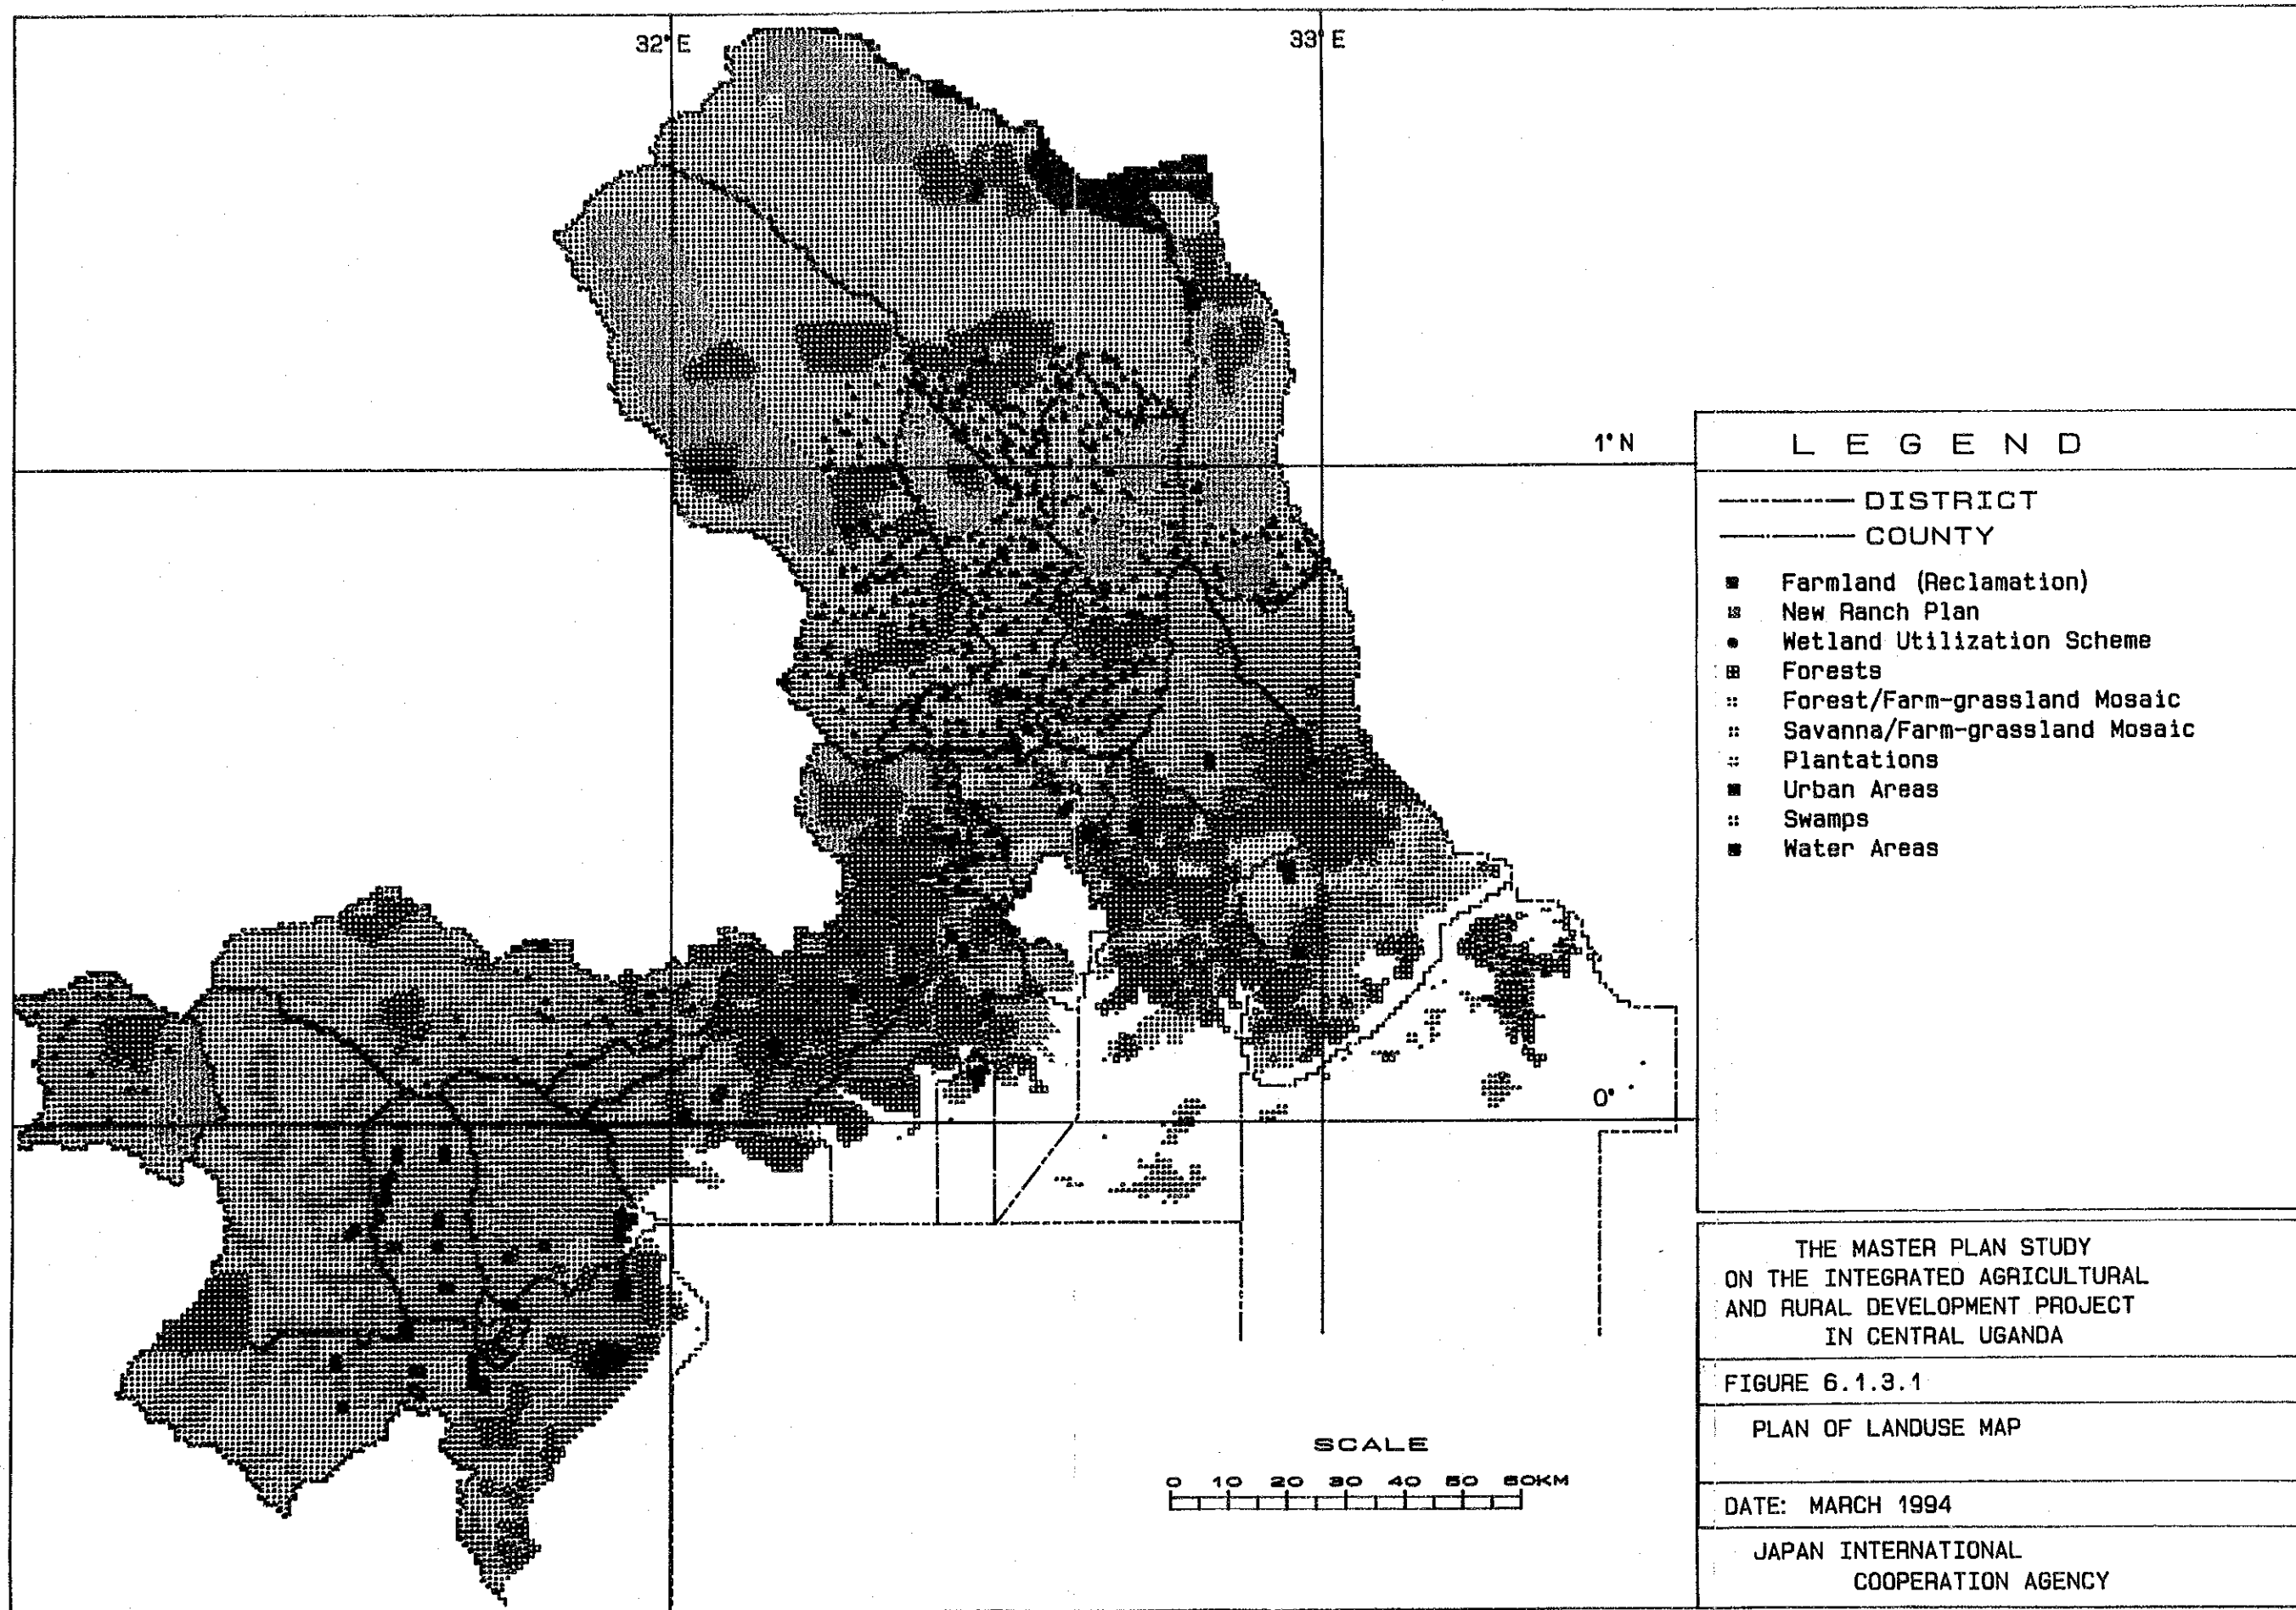 32° E
33° E
1° N
0°
LEGEND
DISTRICT
COUNTY
Farmland (Reclamation)
New Ranch Plan
Wetland Utilization Scheme
Forests
Forest/Farm-grassland Mosaic
Savanna/Farm-grassland Mosaic
Plantations
Urban Areas
Swamps
Water Areas
SCALE
0 10 20 30 40 50 60KM
THE MASTER PLAN STUDY
ON THE INTEGRATED AGRICULTURAL
AND RURAL DEVELOPMENT PROJECT
IN CENTRAL UGANDA
FIGURE 6.1.3.1
PLAN OF LANDUSE MAP
DATE: MARCH 1994
JAPAN INTERNATIONAL
COOPERATION AGENCY